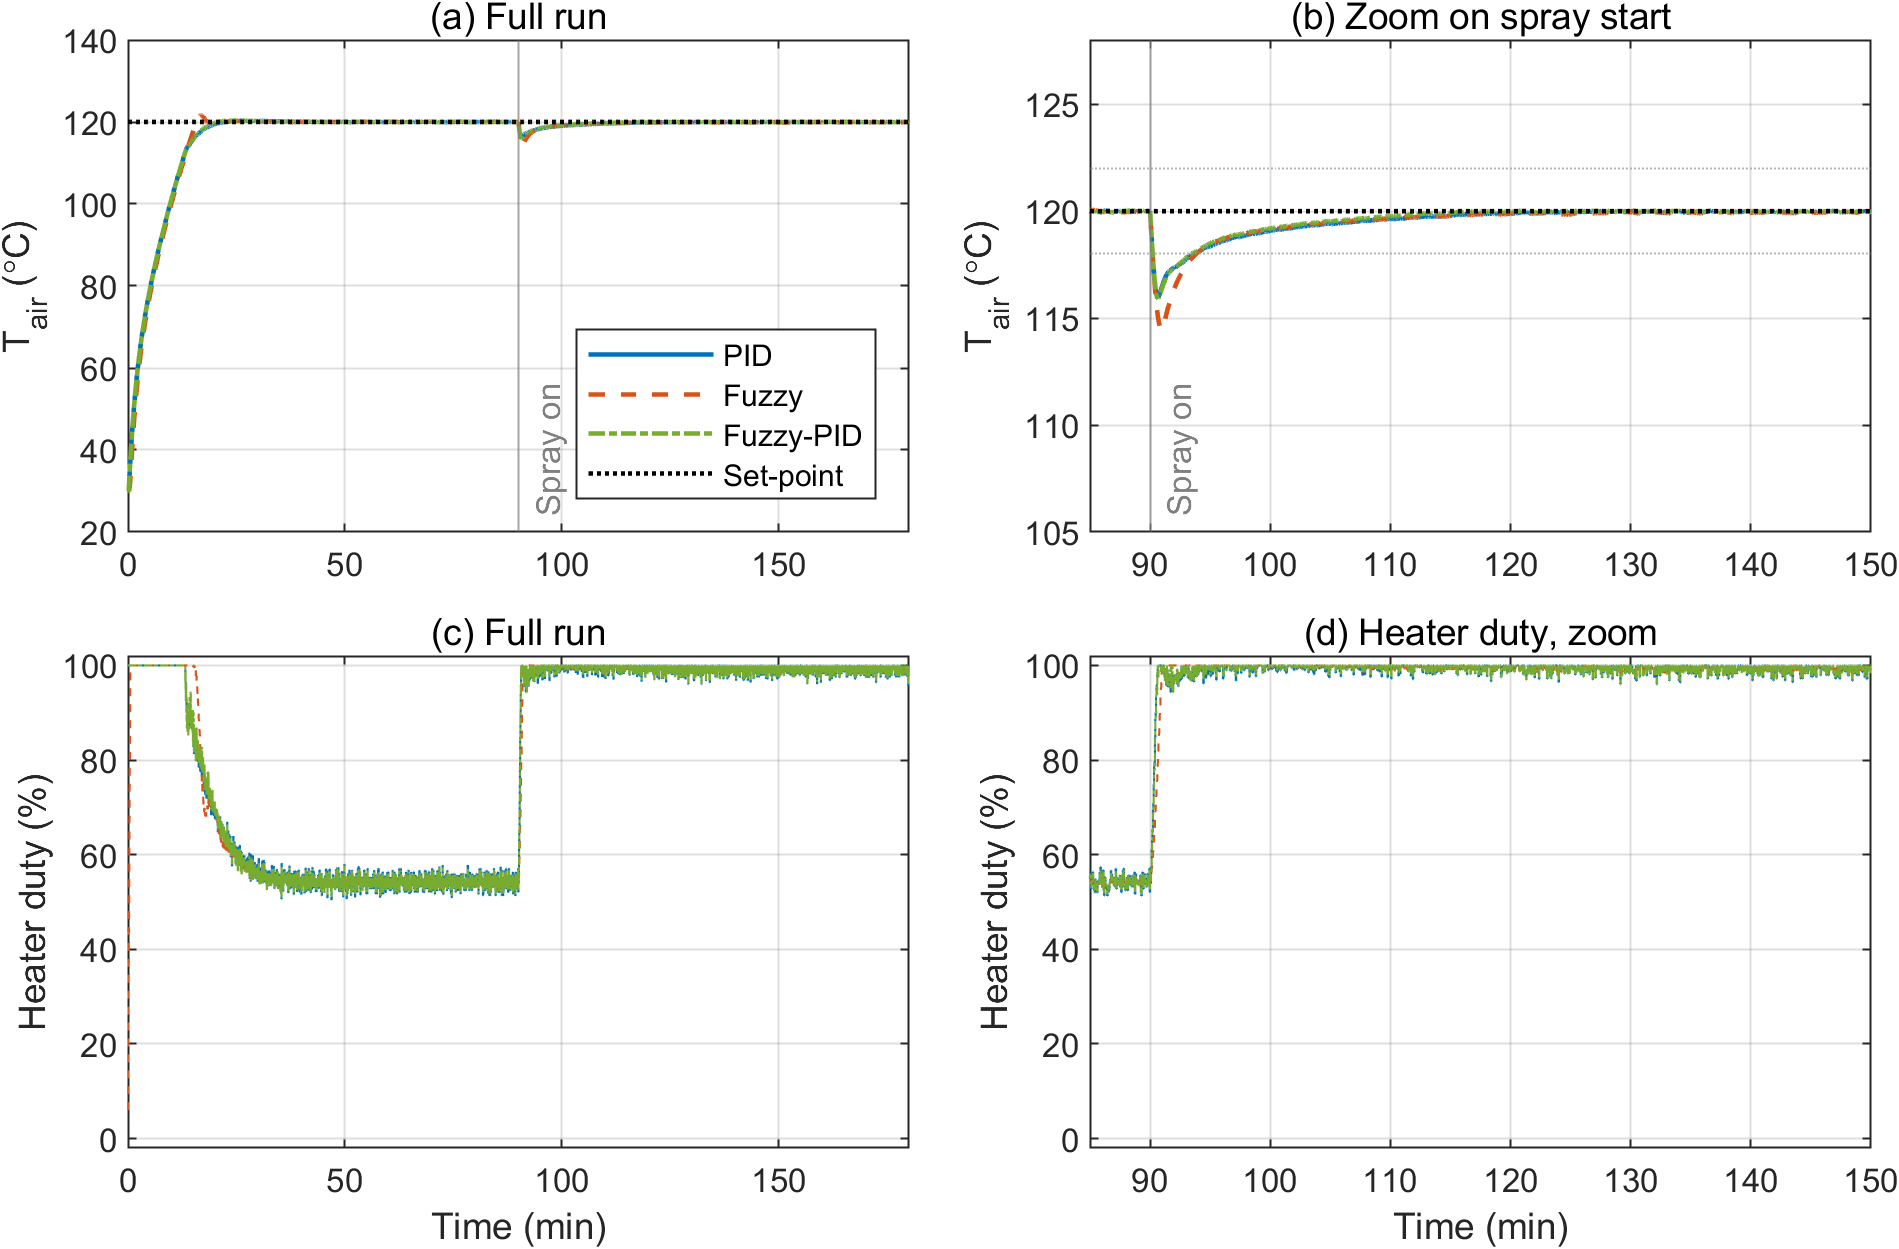 (a) Full run
140
120
100
80
60
40
20
T_air (°C)
0
50
100
150
Spray on
PID
Fuzzy
Fuzzy-PID
Set-point
(b) Zoom on spray start
125
120
115
110
105
T_air (°C)
90
100
110
120
130
140
150
Spray on
(c) Full run
100
80
60
40
20
0
Heater duty (%)
0
50
100
150
Time (min)
(d) Heater duty, zoom
100
80
60
40
20
0
Heater duty (%)
90
100
110
120
130
140
150
Time (min)